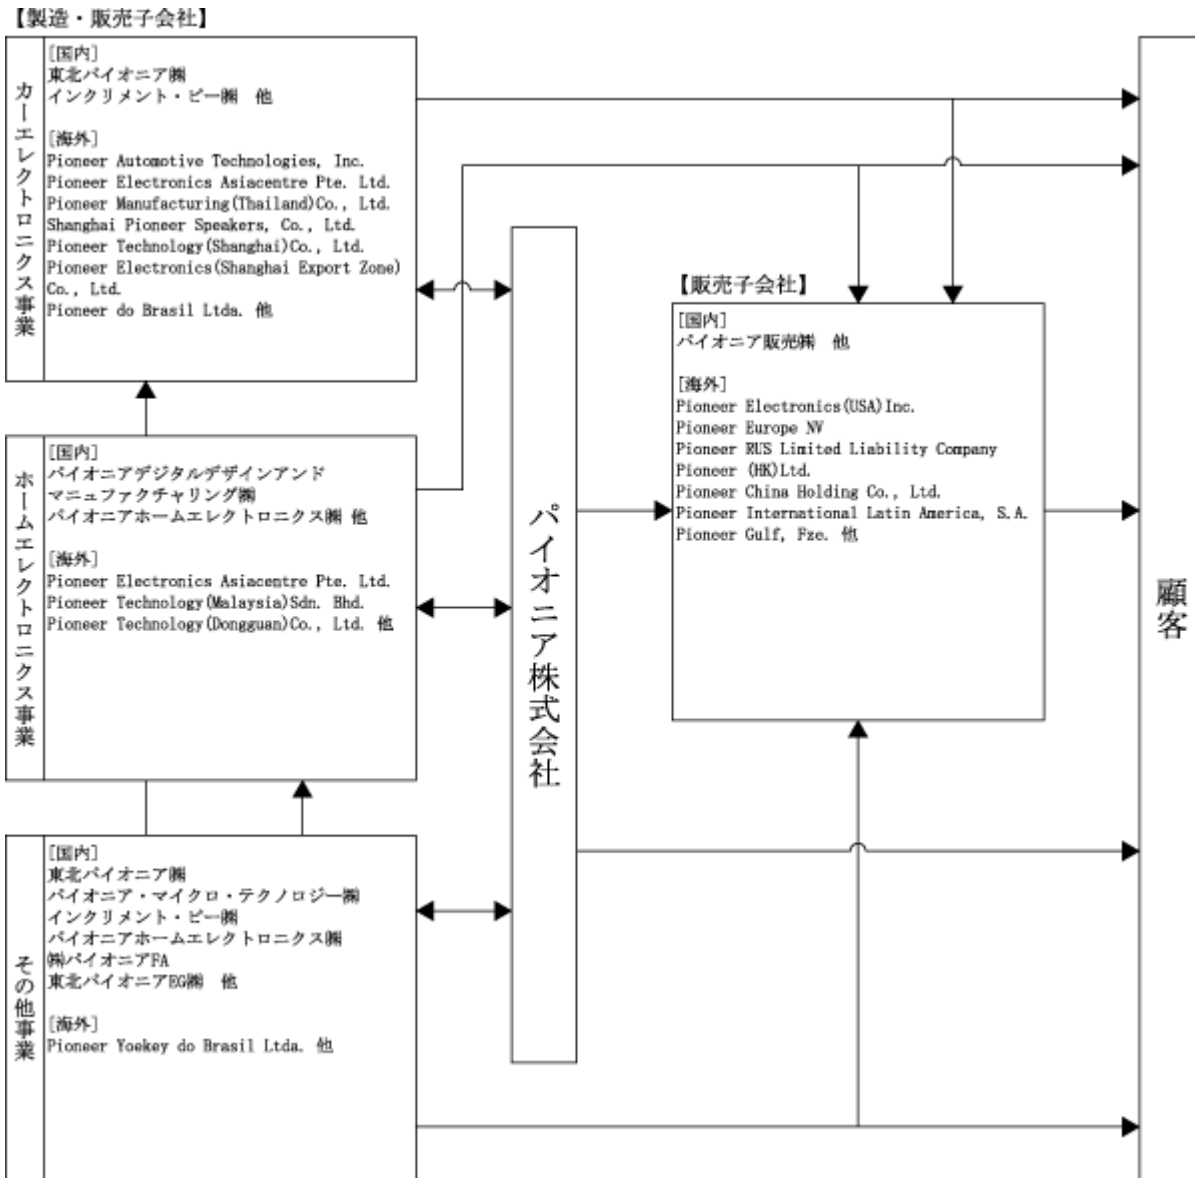 【製造・販売子会社】
カーエレクトロニクス事業
[国内]
東北パイオニア㈱
インクリメント・ピー㈱　他
[海外]
Pioneer Automotive Technologies, Inc.
Pioneer Electronics Asiacentre Pte. Ltd.
Pioneer Manufacturing(Thailand)Co., Ltd.
Shanghai Pioneer Speakers, Co., Ltd.
Pioneer Technology(Shanghai)Co., Ltd.
Pioneer Electronics(Shanghai Export Zone)
Co., Ltd.
Pioneer do Brasil Ltda. 他
ホームエレクトロニクス事業
[国内]
パイオニアデジタルデザインアンド
マニュファクチャリング㈱
パイオニアホームエレクトロニクス㈱ 他
[海外]
Pioneer Electronics Asiacentre Pte. Ltd.
Pioneer Technology(Malaysia)Sdn. Bhd.
Pioneer Technology(Dongguan)Co., Ltd. 他
その他事業
[国内]
東北パイオニア㈱
パイオニア・マイクロ・テクノロジー㈱
インクリメント・ピー㈱
パイオニアホームエレクトロニクス㈱
㈱パイオニアFA
東北パイオニアEG㈱　他
[海外]
Pioneer Yoekey do Brasil Ltda. 他
パイオニア株式会社
【販売子会社】
[国内]
パイオニア販売㈱　他
[海外]
Pioneer Electronics(USA)Inc.
Pioneer Europe NV
Pioneer RUS Limited Liability Company
Pioneer (HK)Ltd.
Pioneer China Holding Co., Ltd.
Pioneer International Latin America, S.A.
Pioneer Gulf, Fze. 他
顧客